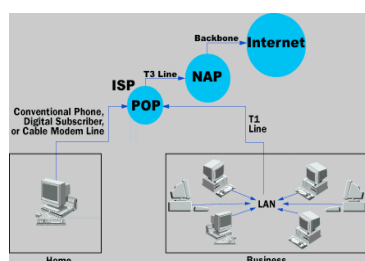 Backbone
Internet
T3 Line
NAP
ISP
POP
Conventional Phone,
Digital Subscriber,
or Cable Modem Line
T1
Line
LAN
Home
Business